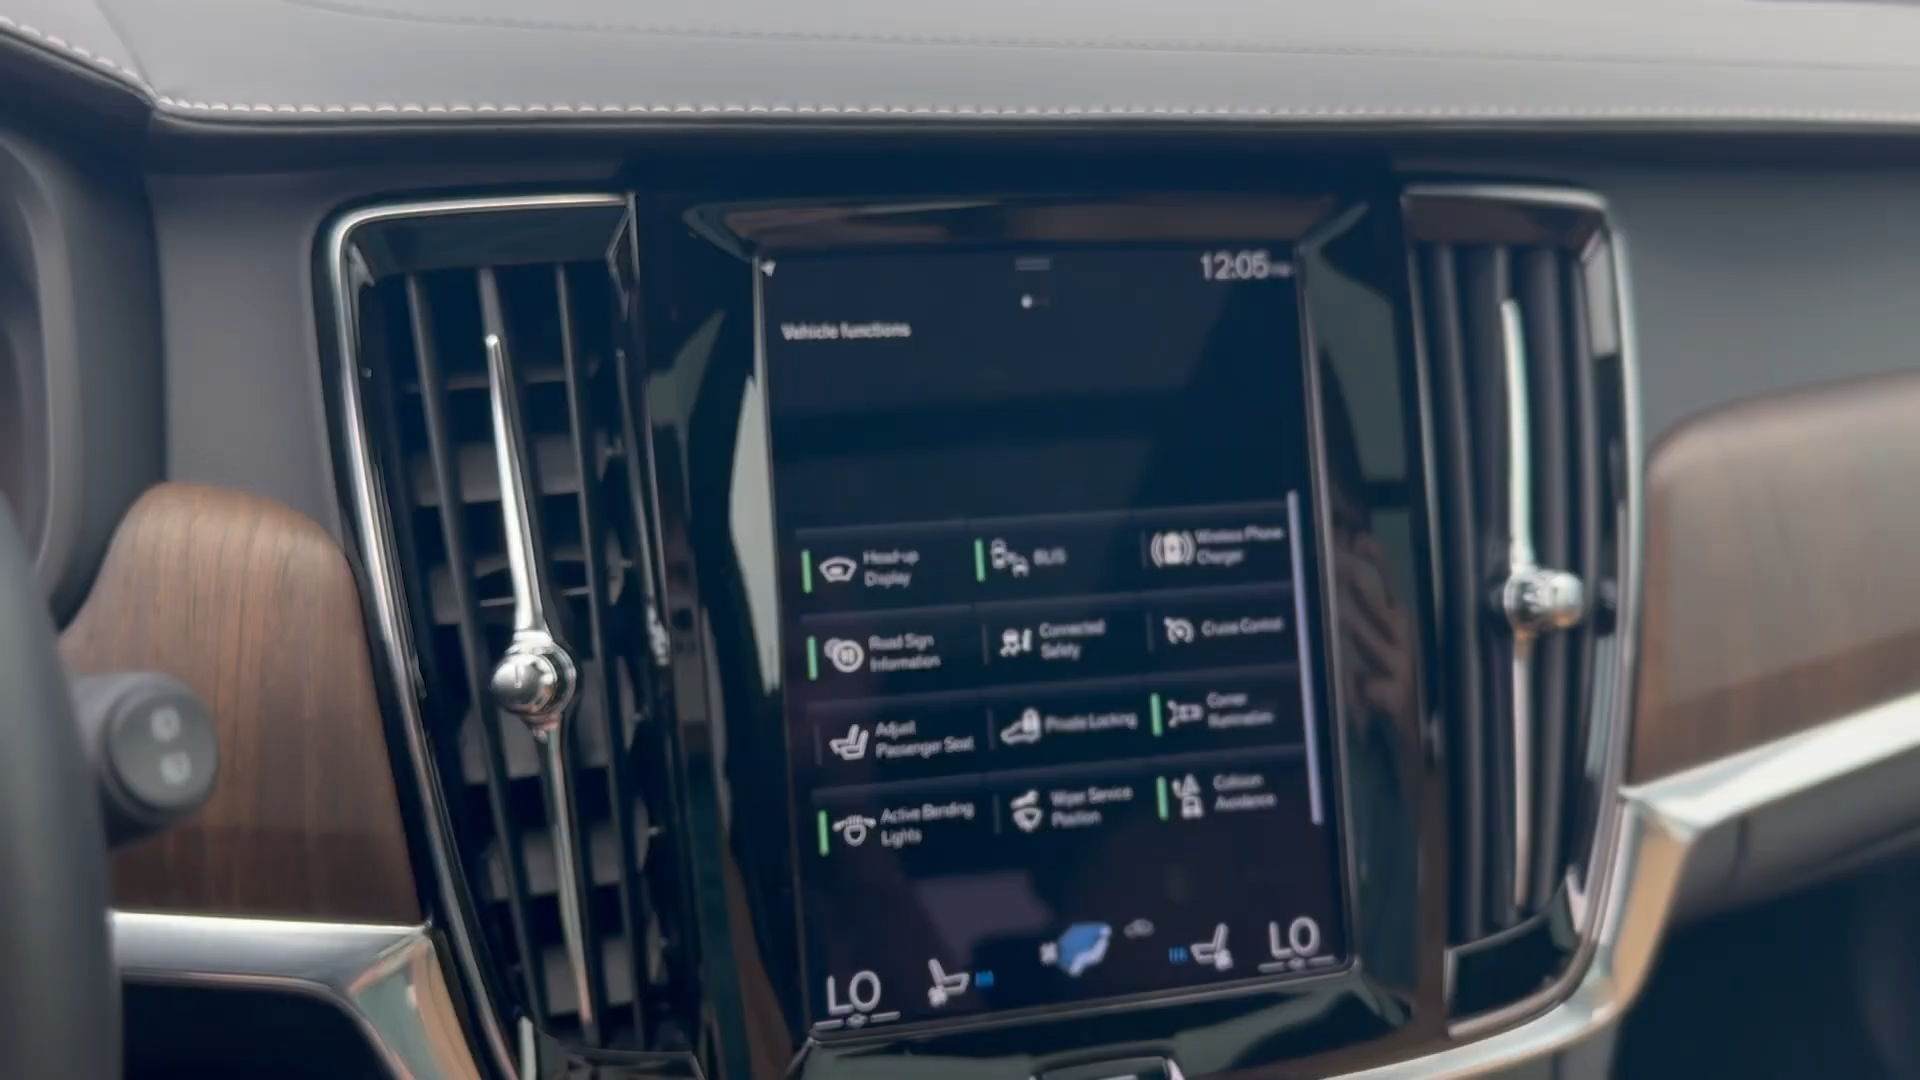 12:05
Vehicle functions
Head-up
Display
BLIS
Wireless Phone
Charger
Road Sign
Information
Connected
Safety
Cruise Control
Adjust
Passenger Seat
Private Locking
Corner
Illumination
Active Bending
Lights
Wiper Service
Position
Collision
Avoidance
LO
LO